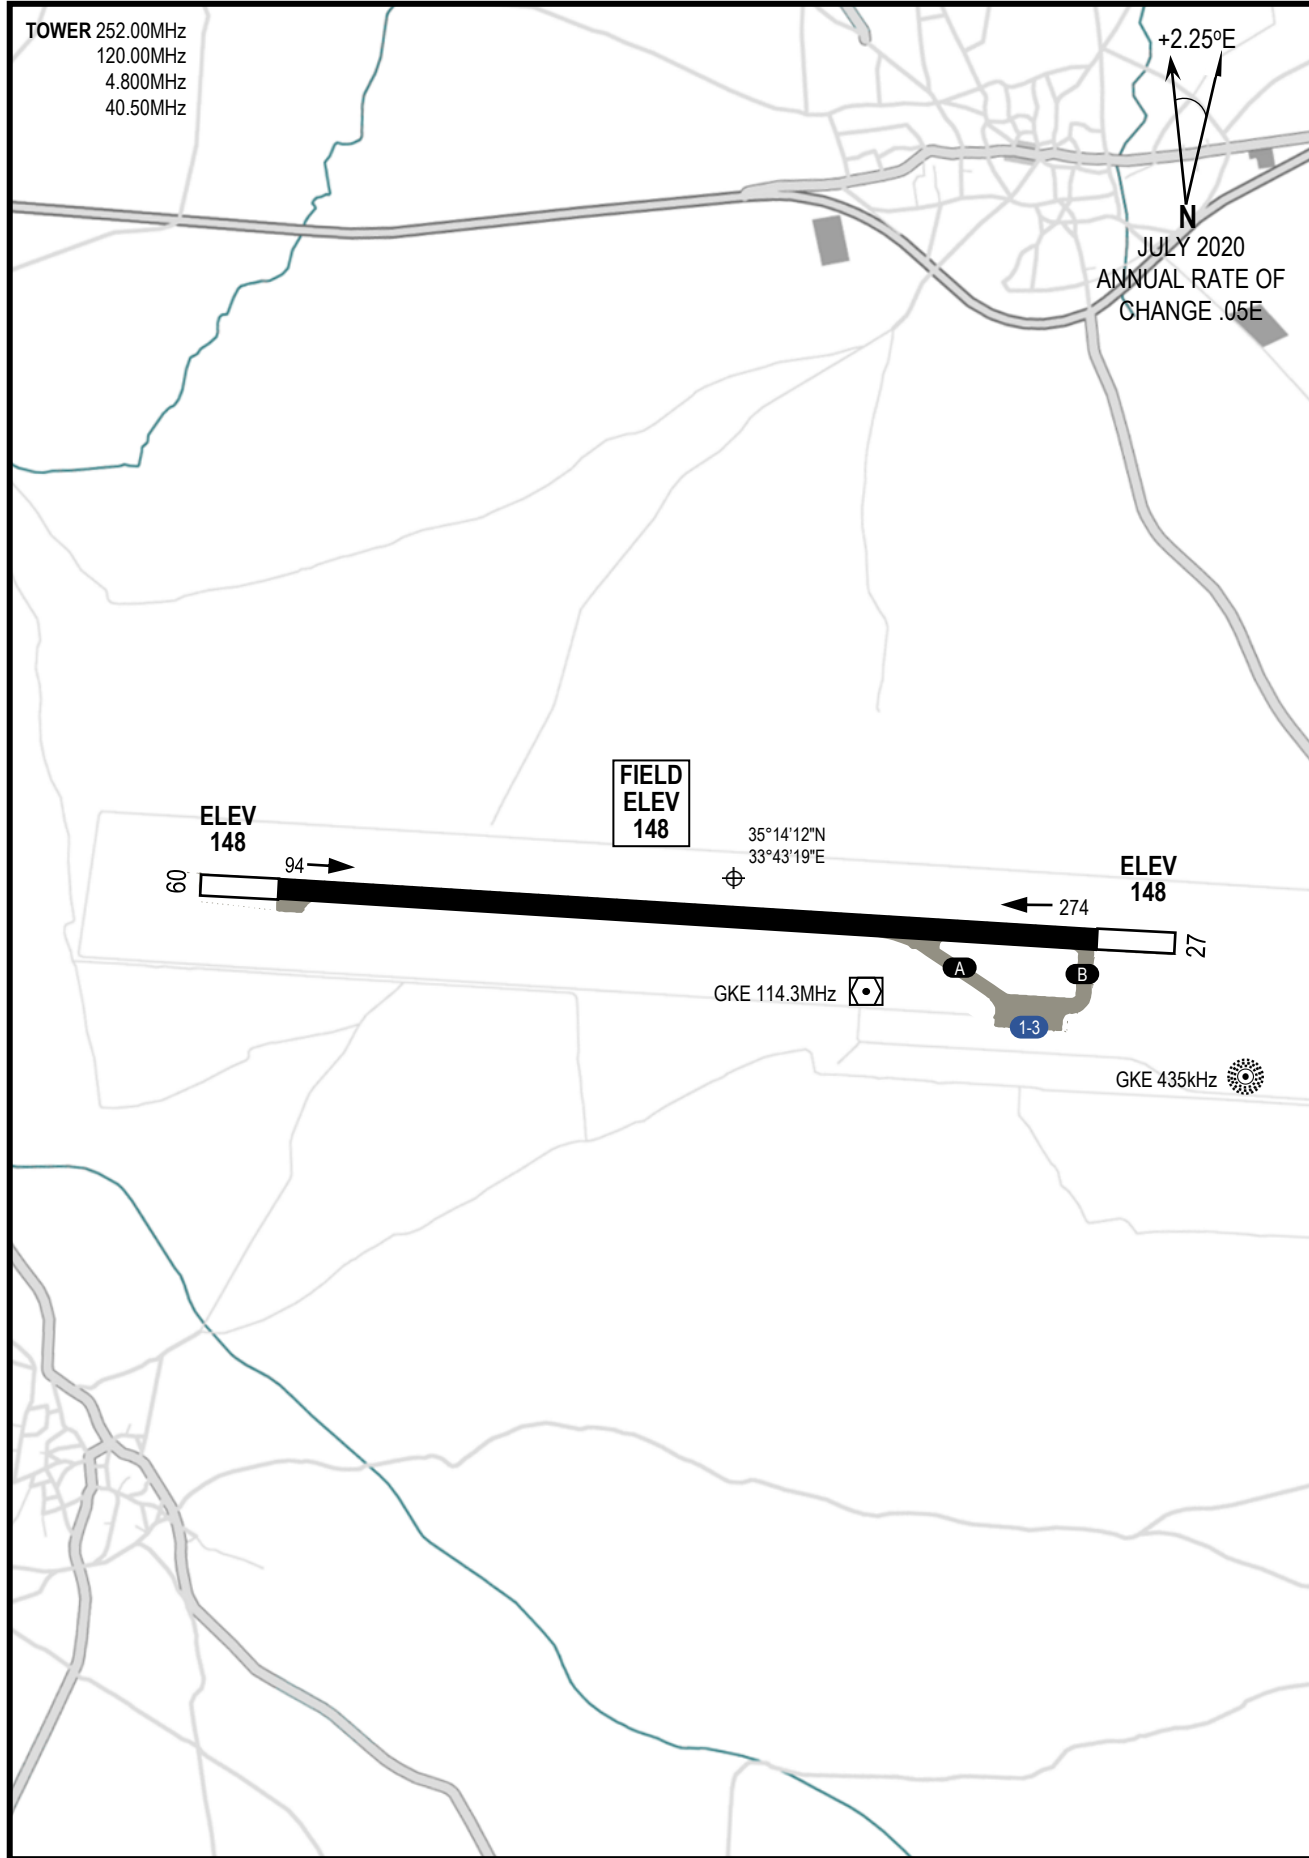 TOWER 252.00MHz
120.00MHz
4.800MHz
40.50MHz
+2.25ºE
N
JULY 2020
ANNUAL RATE OF
CHANGE .05E
FIELD
ELEV
148
35°14'12"N
33°43'19"E
ELEV
148
94
09
ELEV
148
274
27
A
B
GKE 114.3MHz
1-3
GKE 435kHz